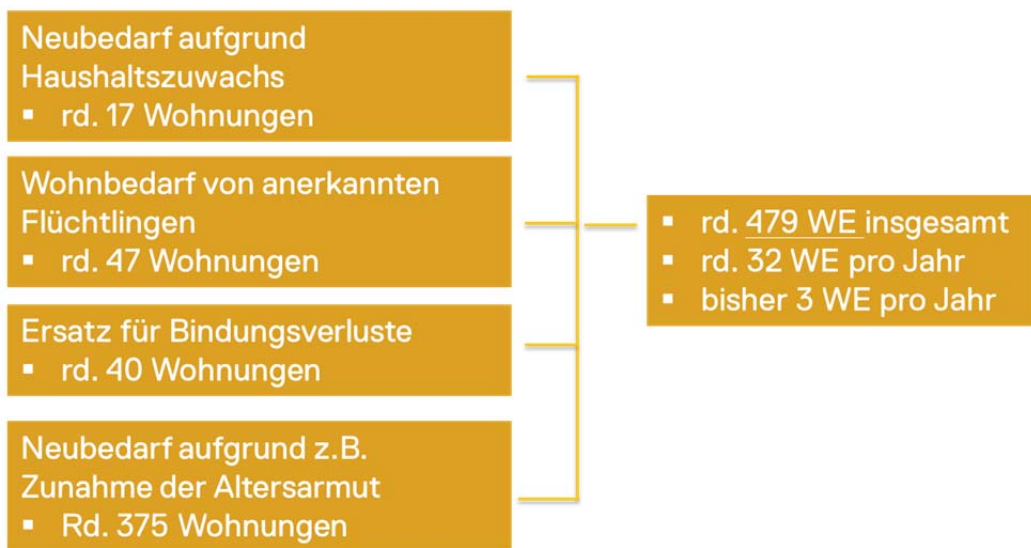 Neubedarf aufgrund
Haushaltszuwachs
▪ rd. 17 Wohnungen
Wohnbedarf von anerkannten
Flüchtlingen
▪ rd. 47 Wohnungen
Ersatz für Bindungsverluste
▪ rd. 40 Wohnungen
Neubedarf aufgrund z.B.
Zunahme der Altersarmut
▪ Rd. 375 Wohnungen
▪ rd. 479 WE insgesamt
▪ rd. 32 WE pro Jahr
▪ bisher 3 WE pro Jahr